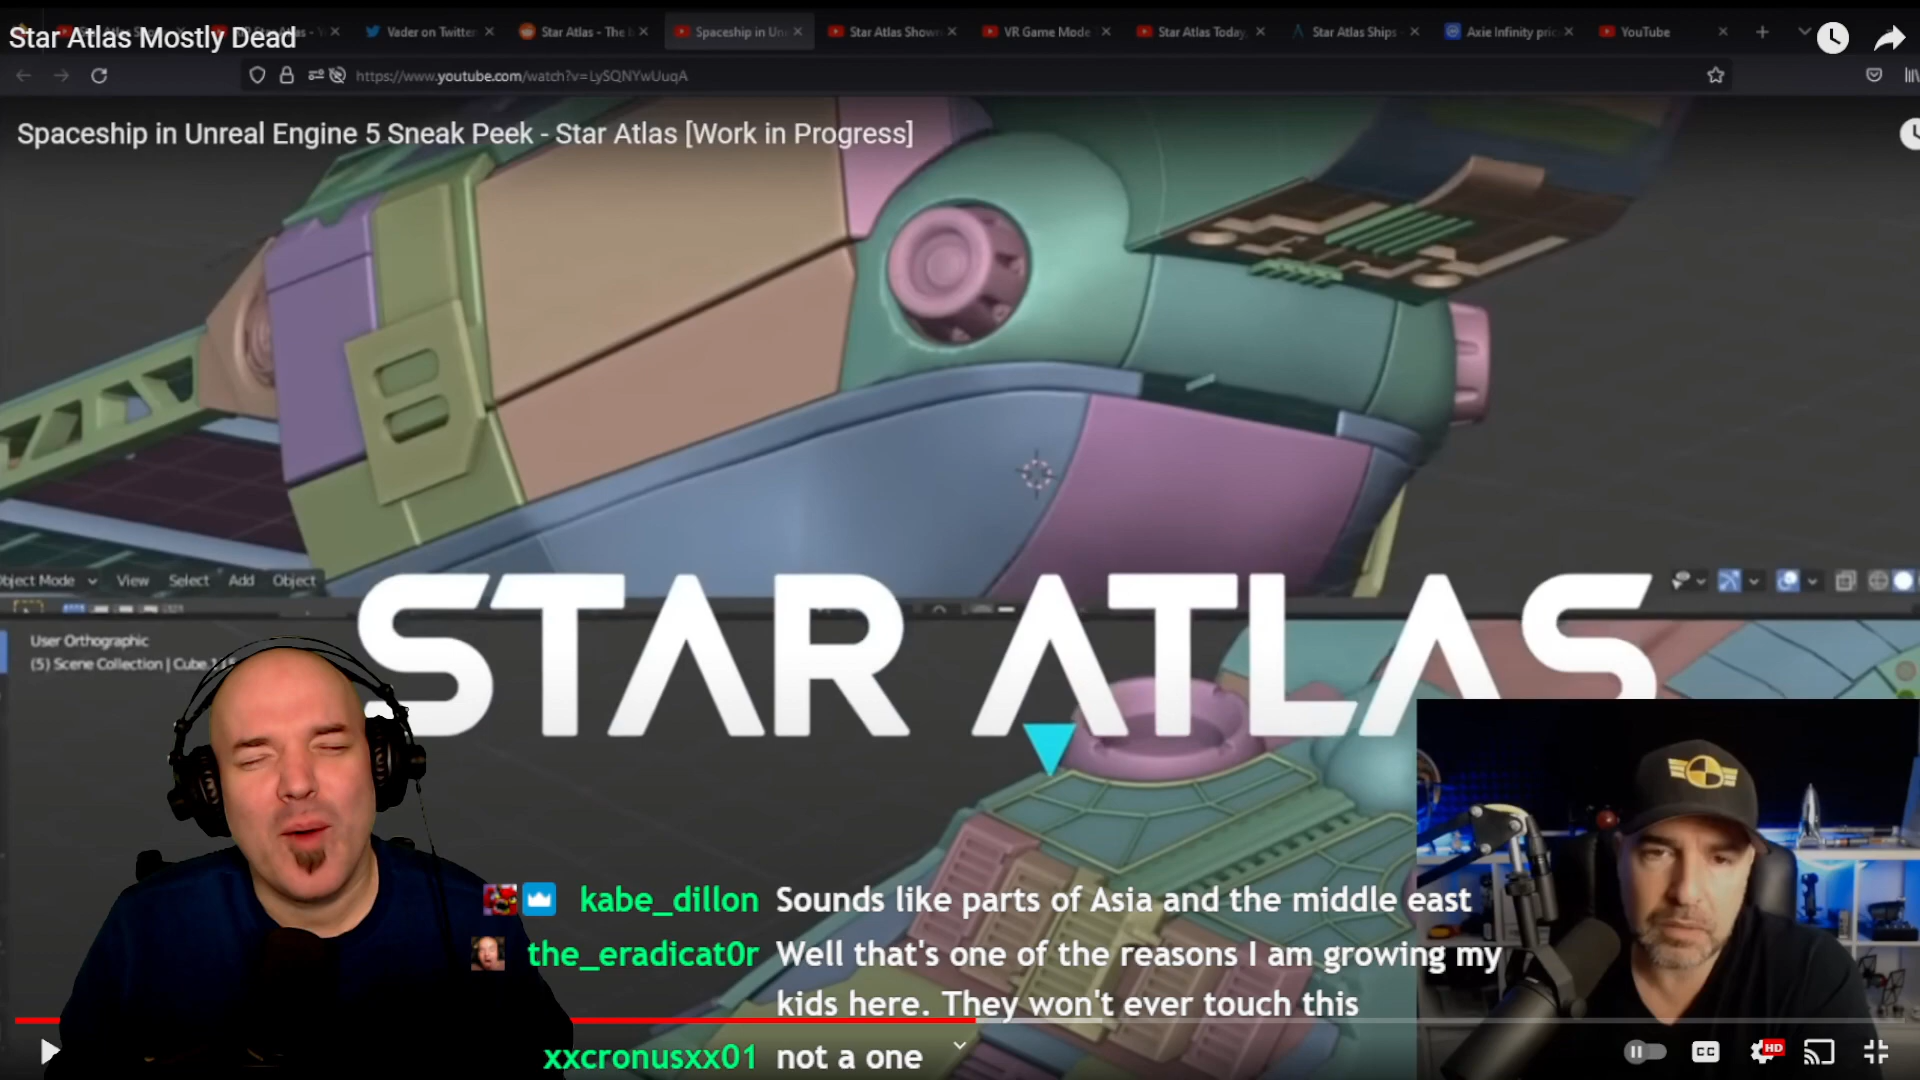 Star Atlas Mostly Dead
Vader on Twitter
Star Atlas - The b
Spaceship in Un
Star Atlas Shown
VR Game Mode
Star Atlas Today,
Star Atlas Ships
Axie Infinity pric
YouTube
https://www.youtube.com/watch?v=LySQNYwUuqA
Spaceship in Unreal Engine 5 Sneak Peek - Star Atlas [Work in Progress]
Object Mode View Select Add Object
STAR ATLAS
User Orthographic
(5) Scene Collection | Cube
kabe_dillon Sounds like parts of Asia and the middle east
the_eradicat0r Well that's one of the reasons I am growing my
kids here. They won't ever touch this
xxcronusxx01 not a one
CC
HD